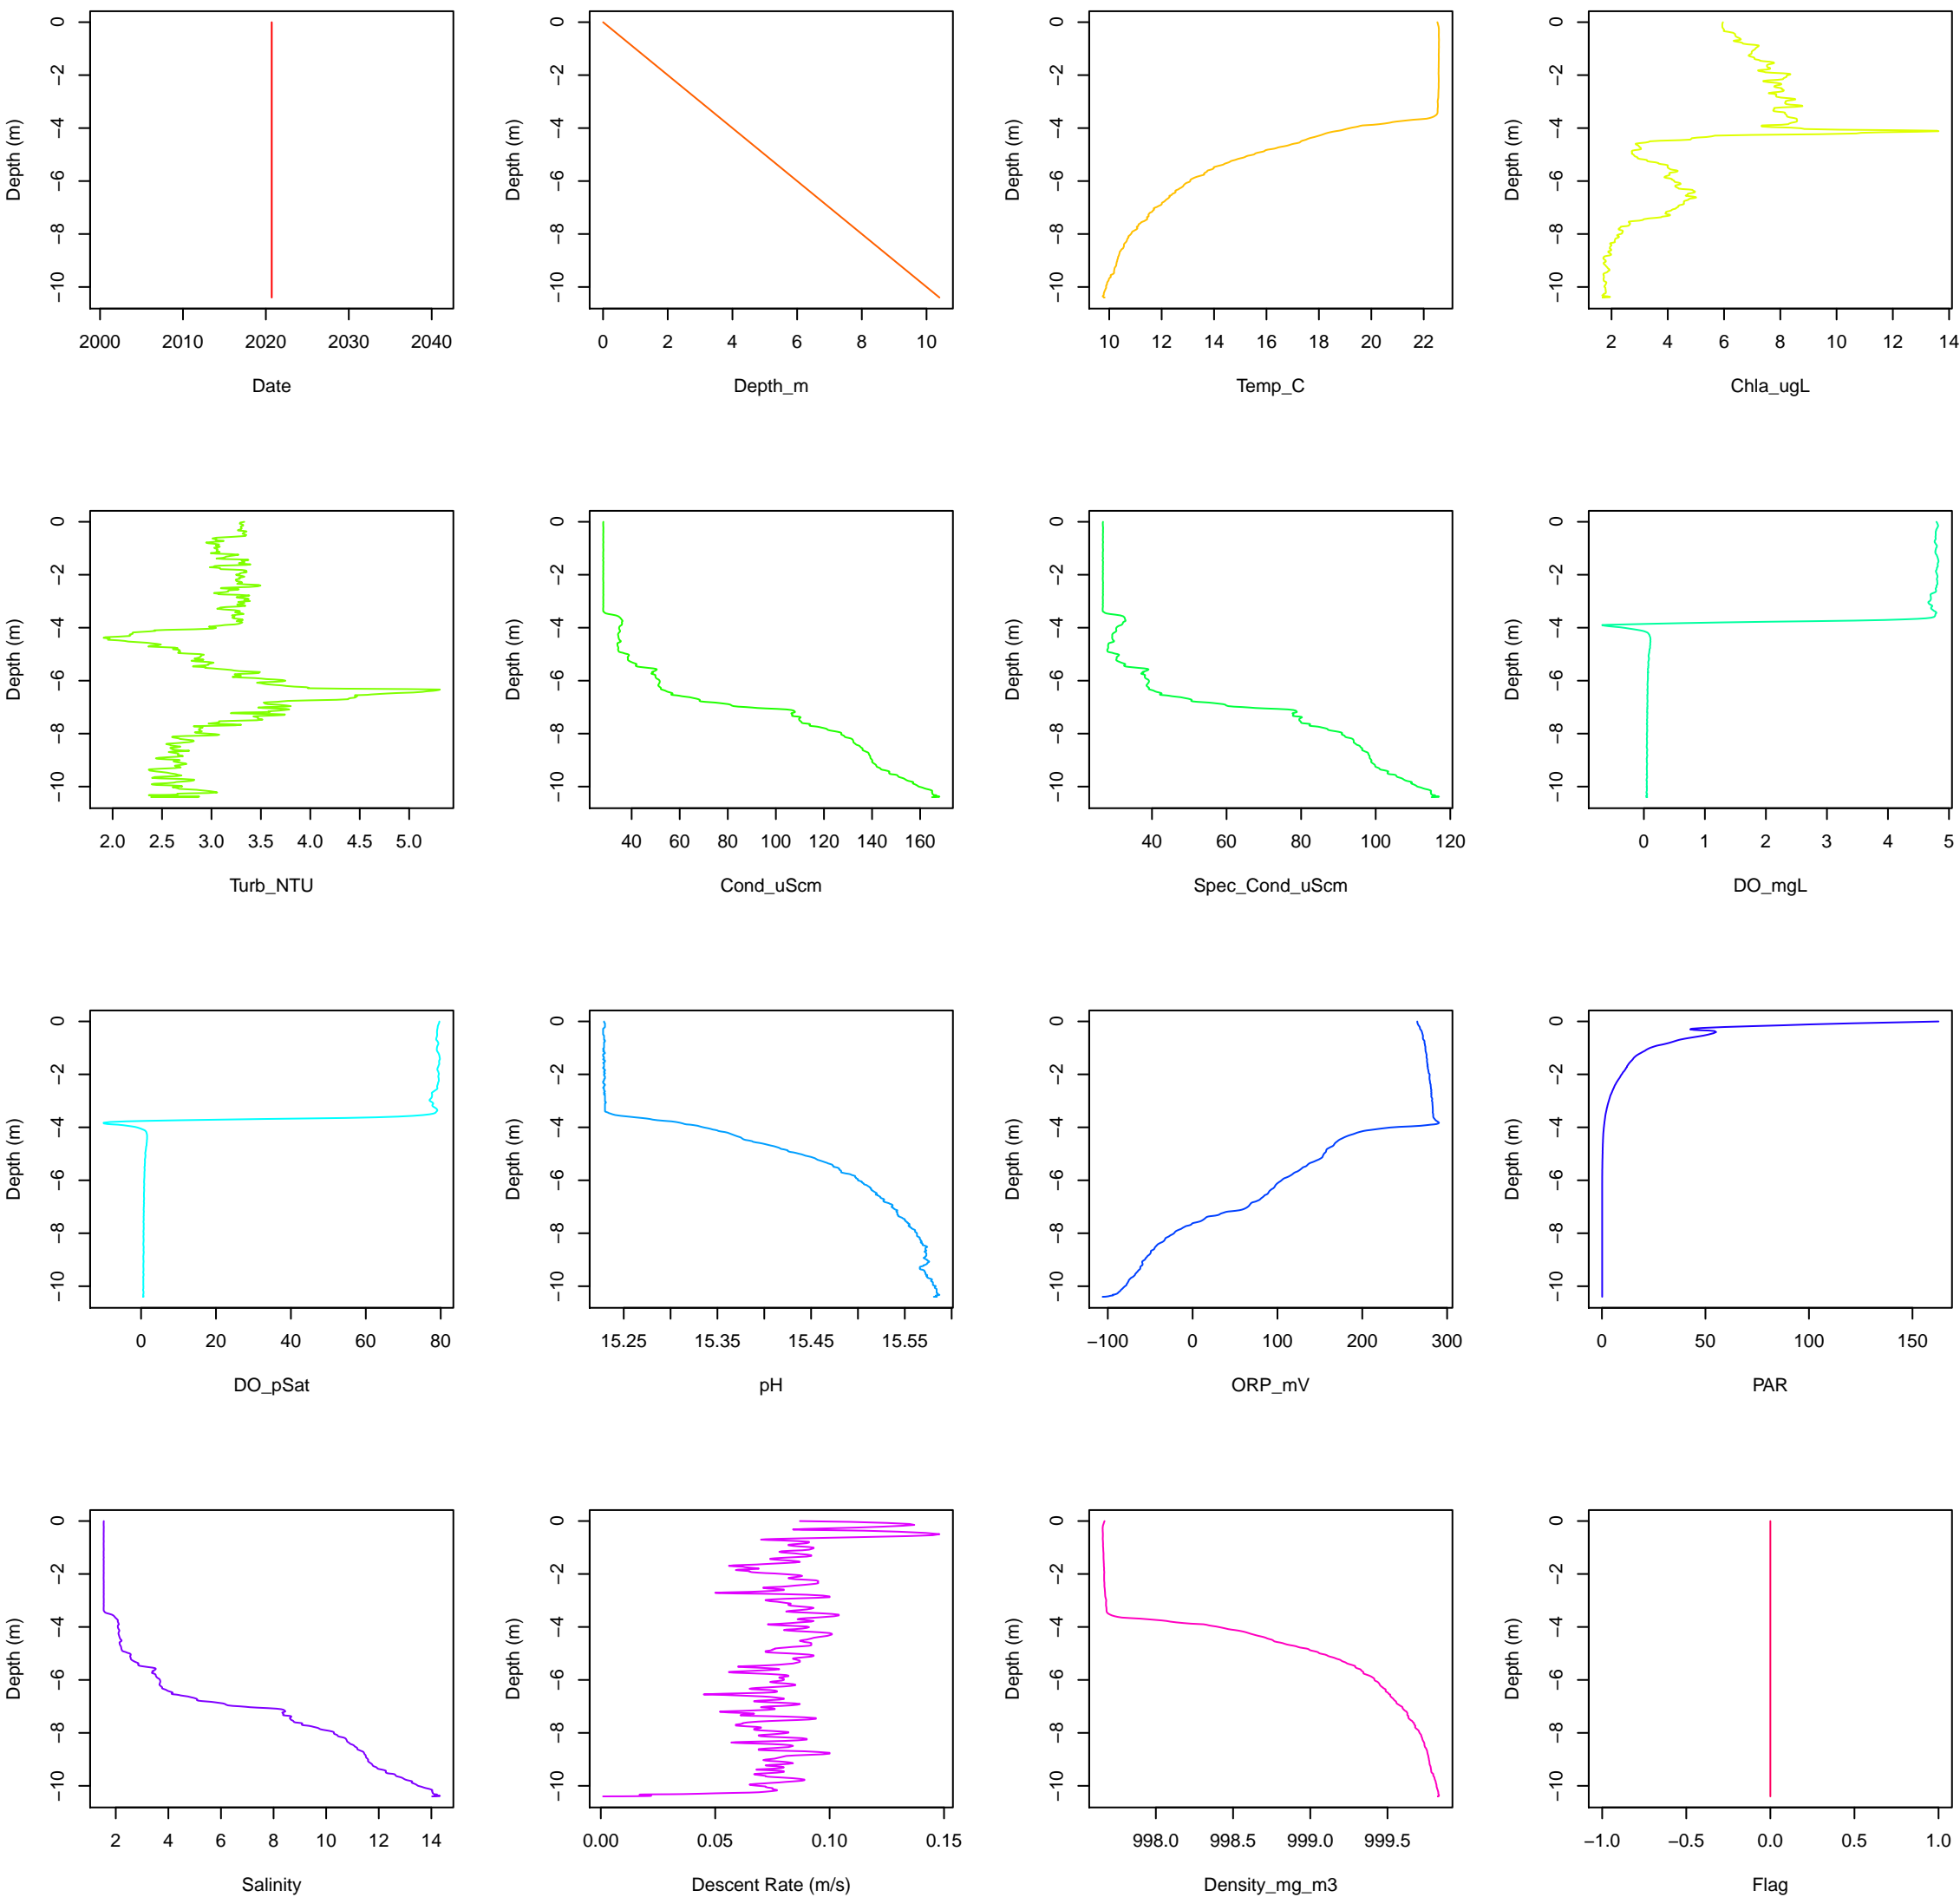 0 −2 −4 −6 −8 −10
Depth (m)
2000 2010 2020 2030 2040
Date
0 −2 −4 −6 −8 −10
Depth (m)
0 2 4 6 8 10
Depth_m
0 −2 −4 −6 −8 −10
Depth (m)
10 12 14 16 18 20 22
Temp_C
0 −2 −4 −6 −8 −10
Depth (m)
2 4 6 8 10 12 14
Chla_ugL
0 −2 −4 −6 −8 −10
Depth (m)
2.0 2.5 3.0 3.5 4.0 4.5 5.0
Turb_NTU
0 −2 −4 −6 −8 −10
Depth (m)
40 60 80 100 120 140 160
Cond_uScm
0 −2 −4 −6 −8 −10
Depth (m)
40 60 80 100 120
Spec_Cond_uScm
0 −2 −4 −6 −8 −10
Depth (m)
0 1 2 3 4 5
DO_mgL
0 −2 −4 −6 −8 −10
Depth (m)
0 20 40 60 80
DO_pSat
0 −2 −4 −6 −8 −10
Depth (m)
15.25 15.35 15.45 15.55
pH
0 −2 −4 −6 −8 −10
Depth (m)
−100 0 100 200 300
ORP_mV
0 −2 −4 −6 −8 −10
Depth (m)
0 50 100 150
PAR
0 −2 −4 −6 −8 −10
Depth (m)
2 4 6 8 10 12 14
Salinity
0 −2 −4 −6 −8 −10
Depth (m)
0.00 0.05 0.10 0.15
Descent Rate (m/s)
0 −2 −4 −6 −8 −10
Depth (m)
998.0 998.5 999.0 999.5
Density_mg_m3
0 −2 −4 −6 −8 −10
Depth (m)
−1.0 −0.5 0.0 0.5 1.0
Flag